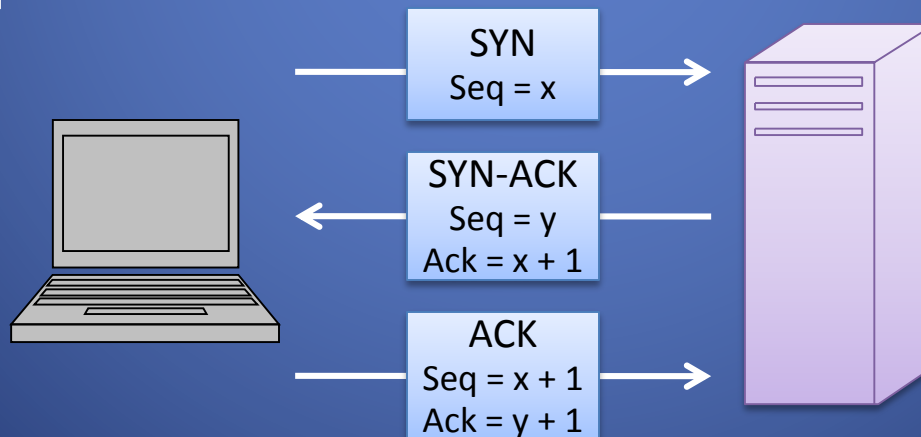 SYN
Seq = x
SYN-ACK
Seq = y
Ack = x + 1
ACK
Seq = x + 1
Ack = y + 1